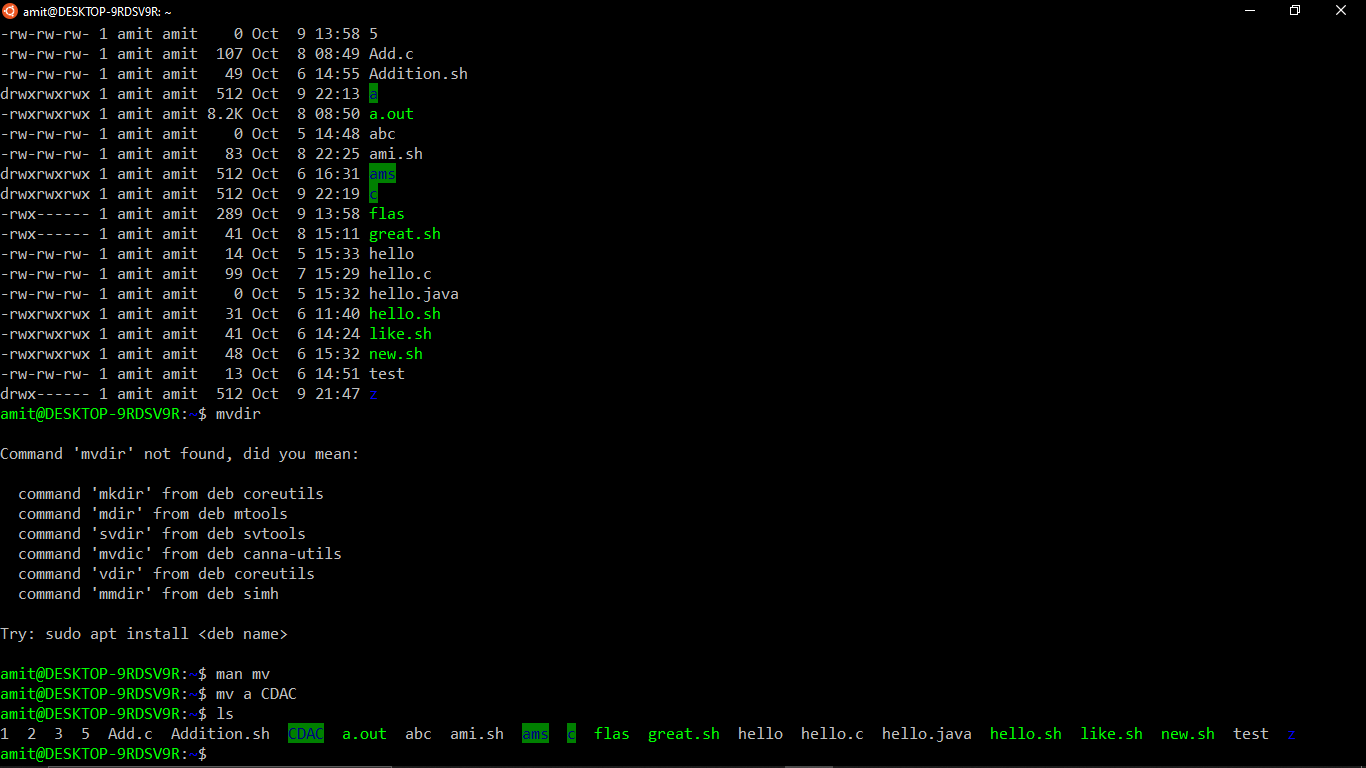 amit@DESKTOP-9RDSV9R: ~
-rw-rw-rw- 1 amit amit    0 Oct  9 13:58 5
-rw-rw-rw- 1 amit amit  107 Oct  8 08:49 Add.c
-rw-rw-rw- 1 amit amit   49 Oct  6 14:55 Addition.sh
drwxrwxrwx 1 amit amit  512 Oct  9 22:13 a
-rwxrwxrwx 1 amit amit 8.2K Oct  8 08:50 a.out
-rw-rw-rw- 1 amit amit    0 Oct  5 14:48 abc
-rw-rw-rw- 1 amit amit   83 Oct  8 22:25 ami.sh
drwxrwxrwx 1 amit amit  512 Oct  6 16:31 ams
drwxrwxrwx 1 amit amit  512 Oct  9 22:19 c
-rwx------ 1 amit amit  289 Oct  9 13:58 flas
-rwx------ 1 amit amit   41 Oct  8 15:11 great.sh
-rw-rw-rw- 1 amit amit   14 Oct  5 15:33 hello
-rw-rw-rw- 1 amit amit   99 Oct  7 15:29 hello.c
-rw-rw-rw- 1 amit amit    0 Oct  5 15:32 hello.java
-rwxrwxrwx 1 amit amit   31 Oct  6 11:40 hello.sh
-rwxrwxrwx 1 amit amit   41 Oct  6 14:24 like.sh
-rwxrwxrwx 1 amit amit   48 Oct  6 15:32 new.sh
-rw-rw-rw- 1 amit amit   13 Oct  6 14:51 test
drwx------ 1 amit amit  512 Oct  9 21:47 z
amit@DESKTOP-9RDSV9R:~$ mvdir
Command 'mvdir' not found, did you mean:
  command 'mkdir' from deb coreutils
  command 'mdir' from deb mtools
  command 'svdir' from deb svtools
  command 'mvdic' from deb canna-utils
  command 'vdir' from deb coreutils
  command 'mmdir' from deb simh
Try: sudo apt install <deb name>
amit@DESKTOP-9RDSV9R:~$ man mv
amit@DESKTOP-9RDSV9R:~$ mv a CDAC
amit@DESKTOP-9RDSV9R:~$ ls
1  2  3  5  Add.c  Addition.sh  CDAC  a.out  abc  ami.sh  ams  c  flas  great.sh  hello  hello.c  hello.java  hello.sh  like.sh  new.sh  test  z
amit@DESKTOP-9RDSV9R:~$